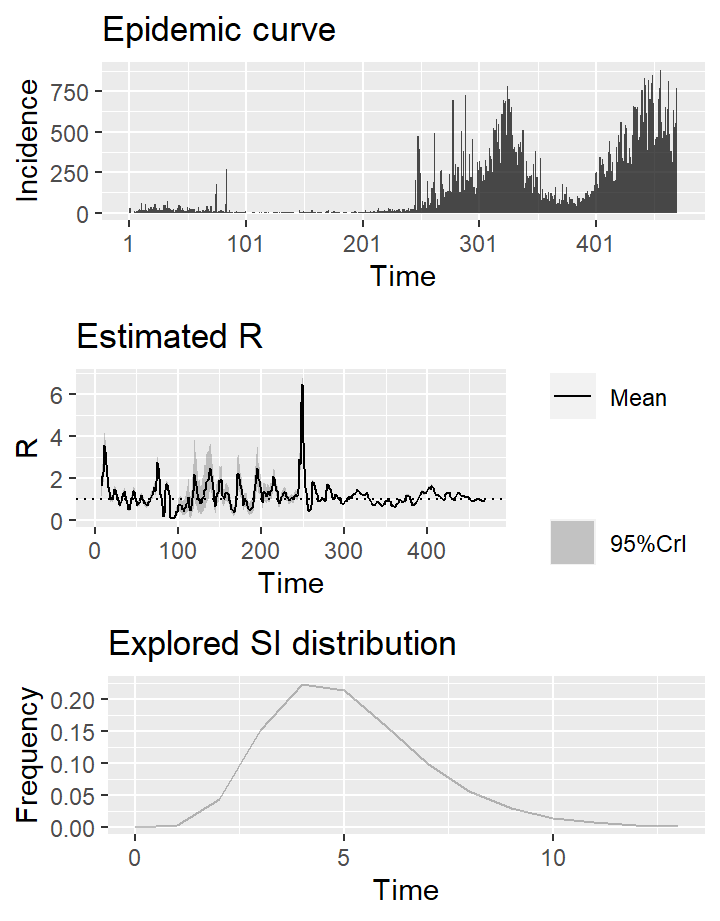 Epidemic curve
Incidence
750
500
250
0
1 101 201 301 401
Time
Estimated R
R
6
4
2
0
0 100 200 300 400
Time
Mean
95%CrI
Explored SI distribution
Frequency
0.20
0.15
0.10
0.05
0.00
0 5 10
Time